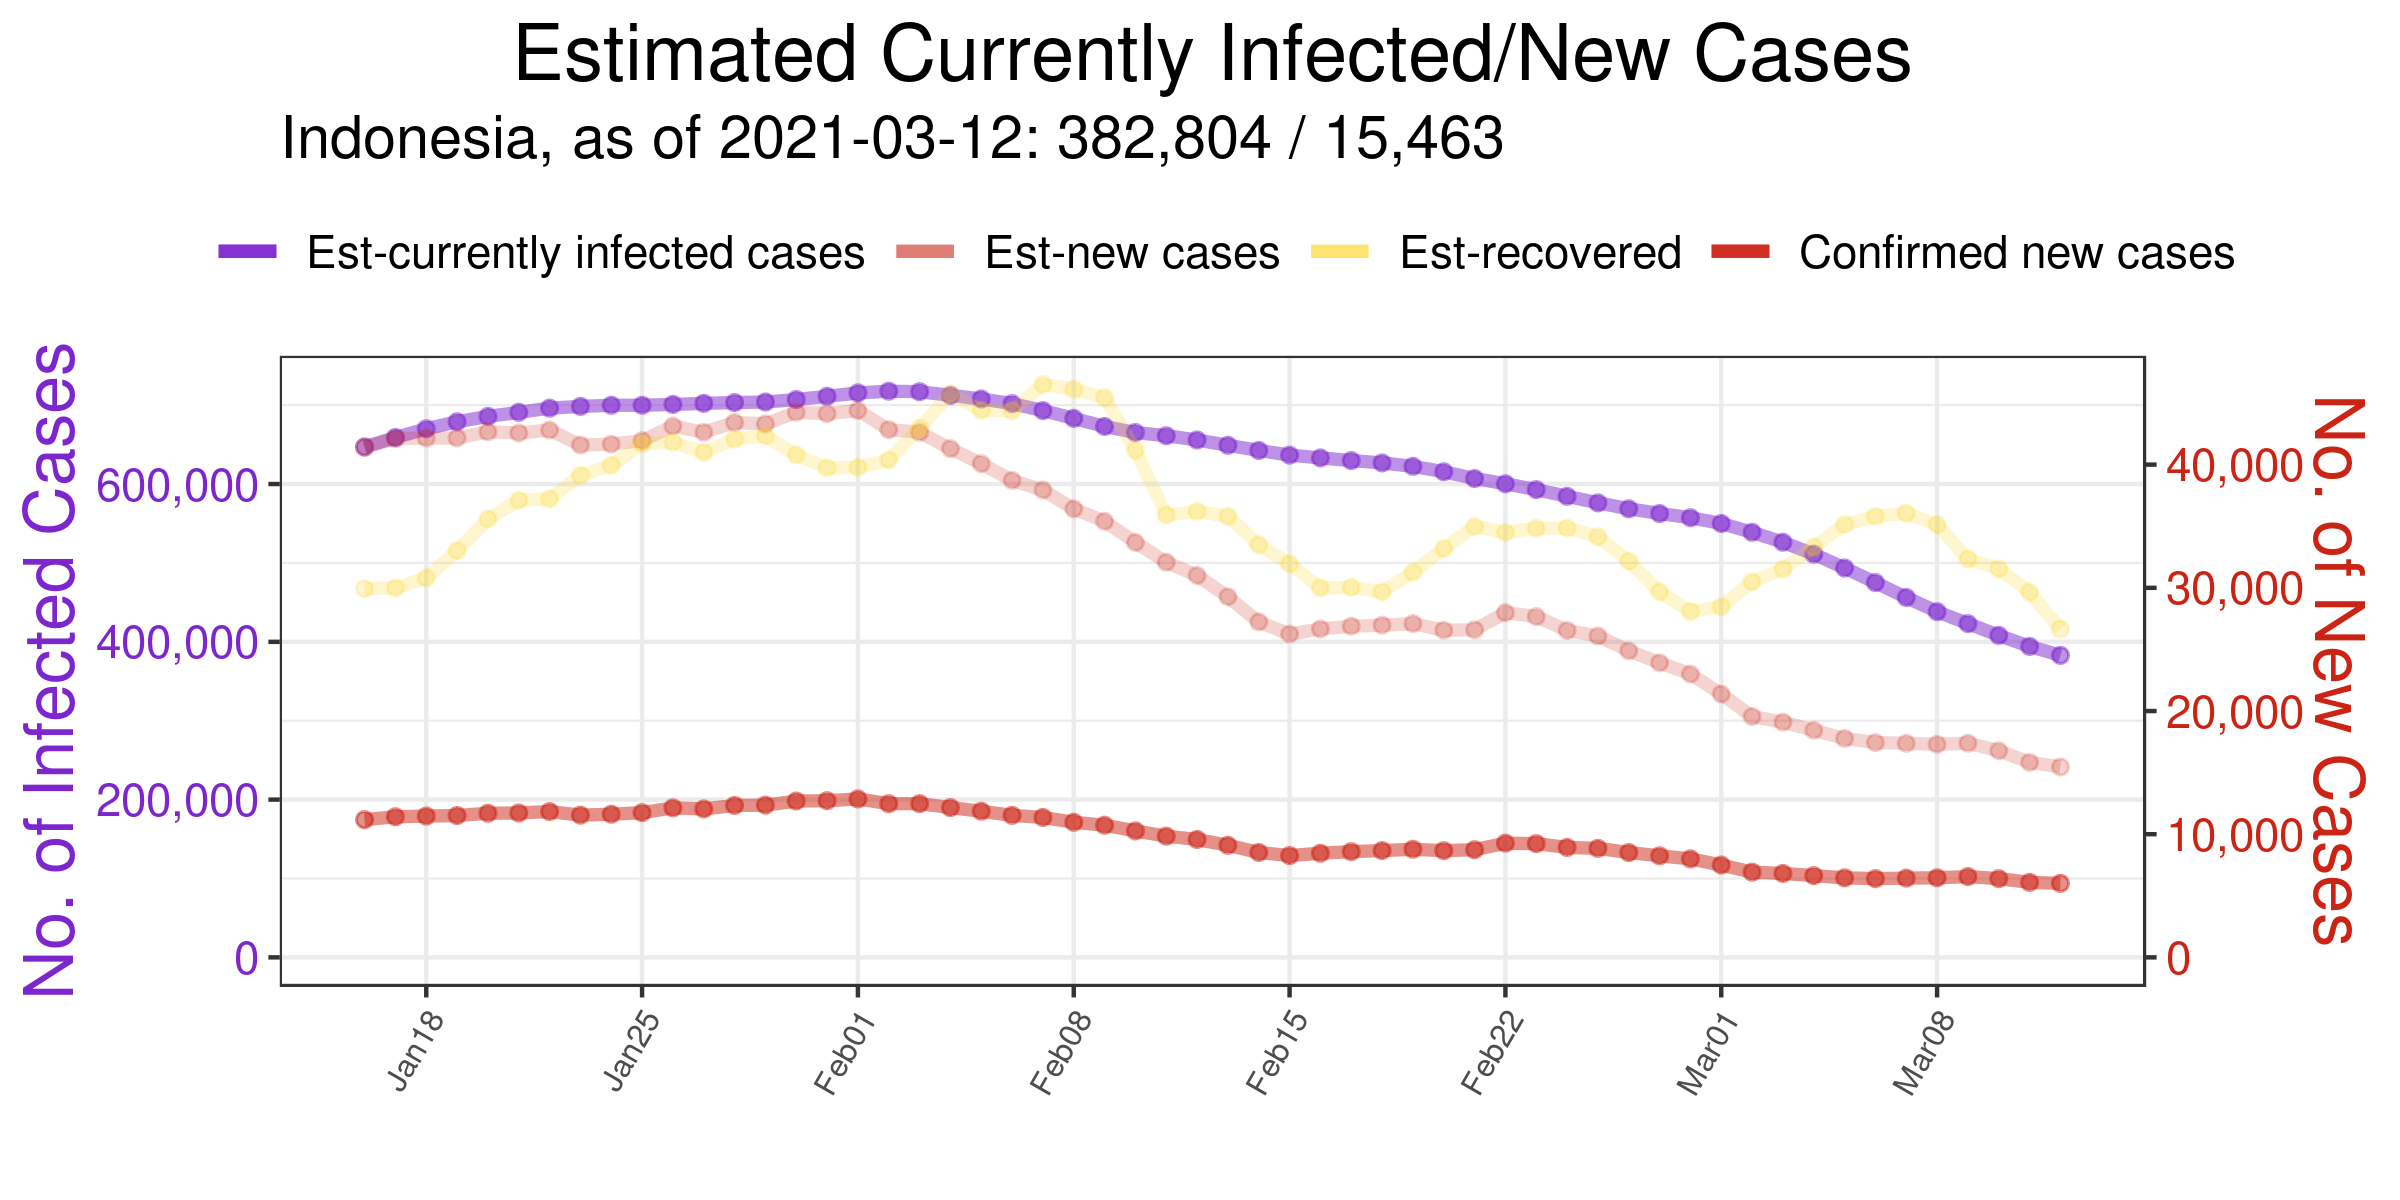 Estimated Currently Infected/New Cases
Indonesia, as of 2021-03-12: 382,804 / 15,463
Est-currently infected cases Est-new cases Est-recovered Confirmed new cases
No. of Infected Cases
600,000
400,000
200,000
0
40,000
30,000
20,000
10,000
0
No. of New Cases
Jan18 Jan25 Feb01 Feb08 Feb15 Feb22 Mar01 Mar08